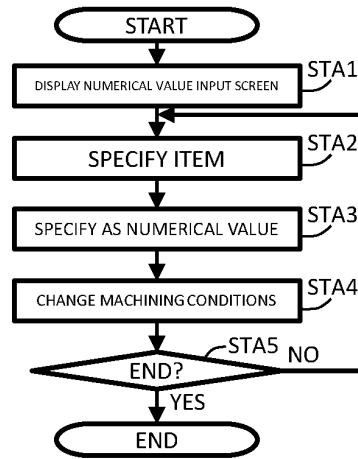 START
DISPLAY NUMERICAL VALUE INPUT SCREEN
STA1
SPECIFY ITEM
STA2
SPECIFY AS NUMERICAL VALUE
STA3
CHANGE MACHINING CONDITIONS
STA4
END?
STA5
NO
YES
END